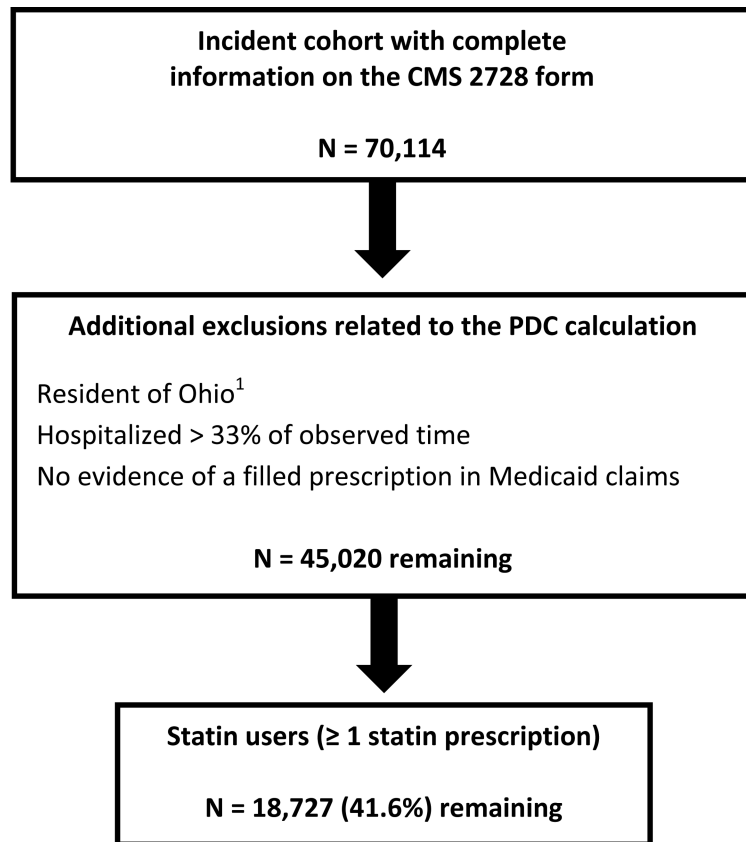 Incident cohort with complete
information on the CMS 2728 form
N = 70,114
Additional exclusions related to the PDC calculation
Resident of Ohio¹
Hospitalized > 33% of observed time
No evidence of a filled prescription in Medicaid claims
N = 45,020 remaining
Statin users (≥ 1 statin prescription)
N = 18,727 (41.6%) remaining